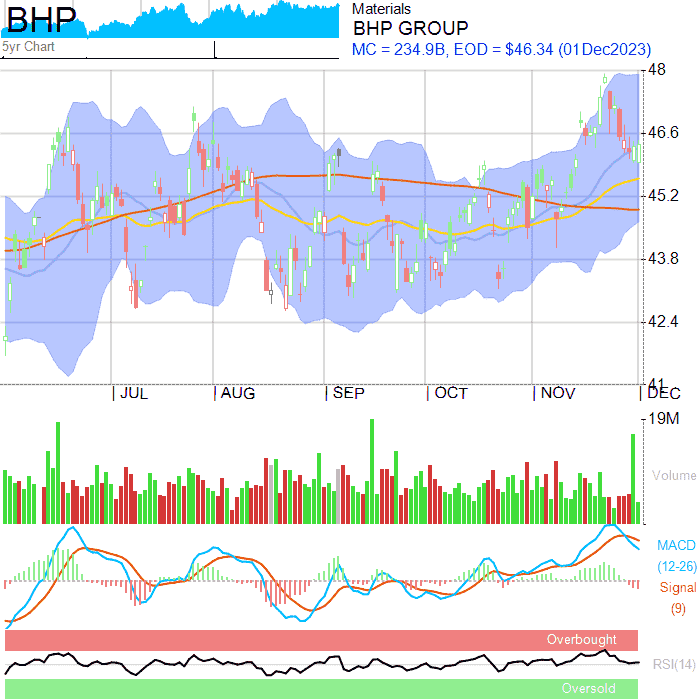 BHP
5yr Chart
Materials
BHP GROUP
MC = 234.9B, EOD = $46.34 (01Dec2023)
48
46.6
45.2
43.8
42.4
41
JUL
AUG
SEP
OCT
NOV
DEC
19M
Volume
MACD
(12-26)
Signal
(9)
Overbought
RSI(14)
Oversold